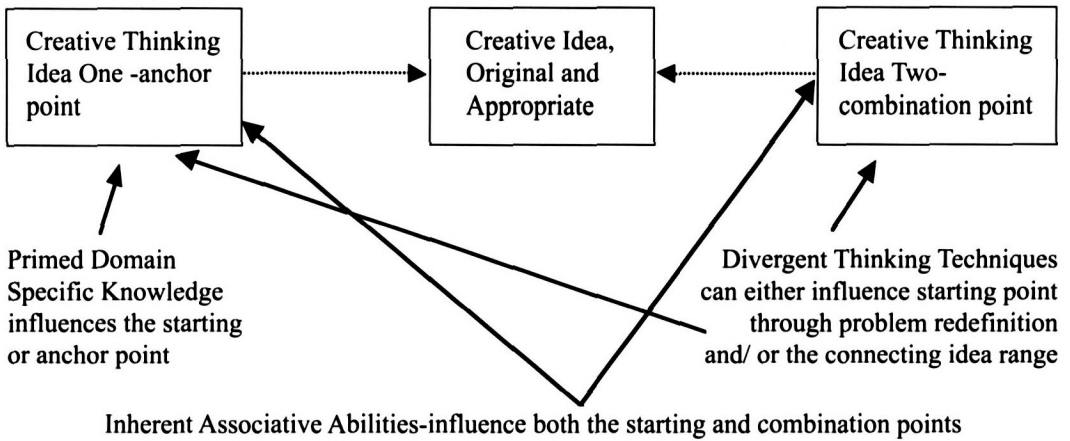 Creative Thinking
Idea One -anchor
point
Creative Idea,
Original and
Appropriate
Creative Thinking
Idea Two-
combination point
Primed Domain
Specific Knowledge
influences the starting
or anchor point
Divergent Thinking Techniques
can either influence starting point
through problem redefinition
and/ or the connecting idea range
Inherent Associative Abilities-influence both the starting and combination points